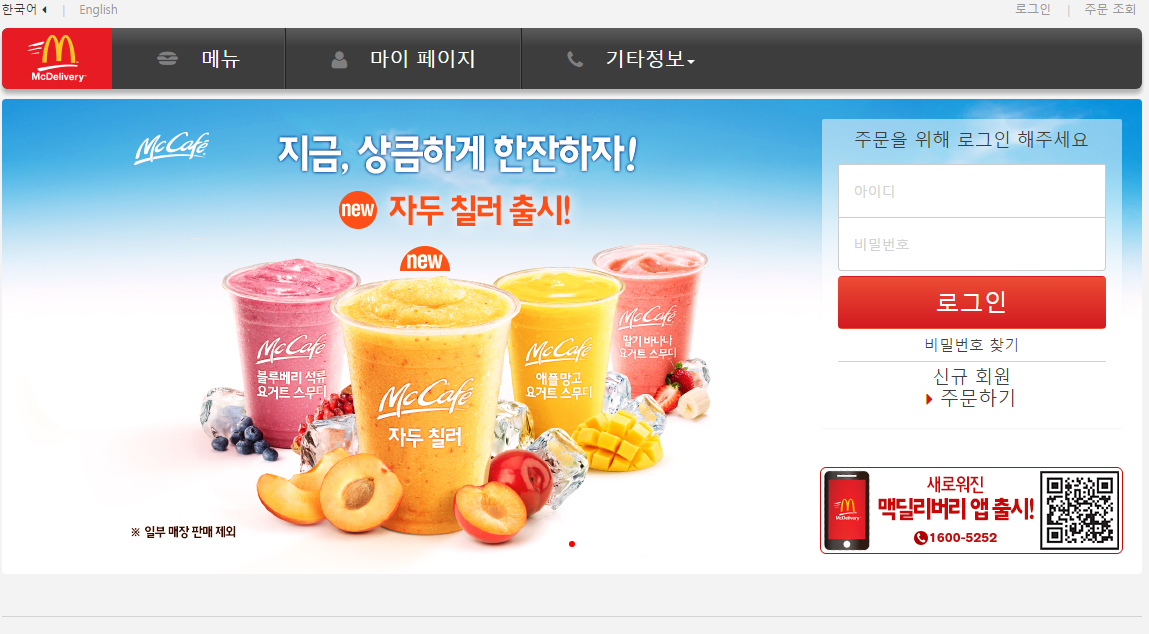 한국어
English
로그인
주문 조회
McDelivery
메뉴
마이 페이지
기타정보
McCafé
지금, 상큼하게 한잔하자!
new 자두 칠러 출시!
new
McCafé
블루베리 석류
요거트 스무디
McCafé
자두 칠러
McCafé
애플망고
요거트 스무디
McCafé
딸기 바나나
요거트 스무디
※ 일부 매장 판매 제외
주문을 위해 로그인 해주세요
아이디
비밀번호
로그인
비밀번호 찾기
신규 회원
주문하기
McDelivery
새로워진
맥딜리버리 앱 출시!
1600-5252